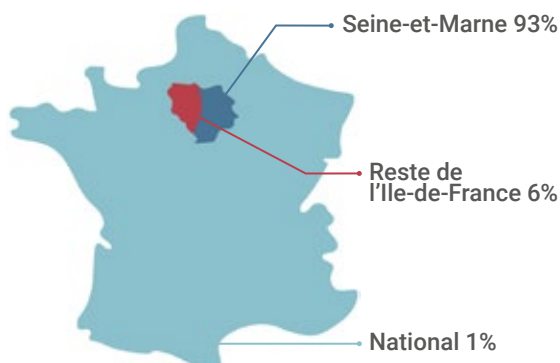 Seine-et-Marne 93%
Reste de
l'Ile-de-France 6%
National 1%